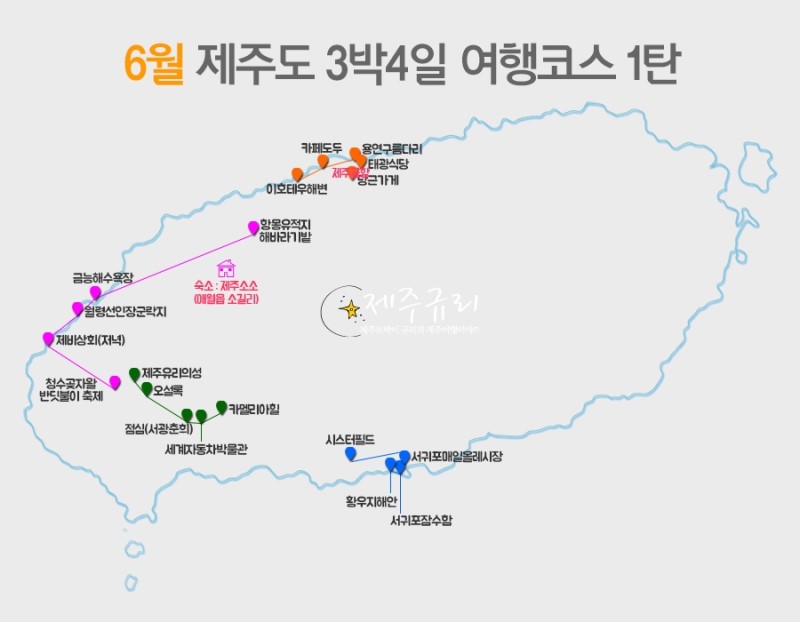 6월 제주도 3박4일 여행코스 1탄
카페도두
용연구름다리
태광식당
제주공항
당근가게
이호테우해변
항몽유적지
해바라기밭
금능해수욕장
숙소 : 제주소소
(애월읍 소길리)
월령선인장군락지
제주규리
제비상회(저녁)
제주유리의성
청수곶자왈
반딧불이 축제
오설록
카멜리아힐
점심(서광춘희)
세계자동차박물관
시스터필드
서귀포매일올레시장
황우지해안
서귀포잠수함